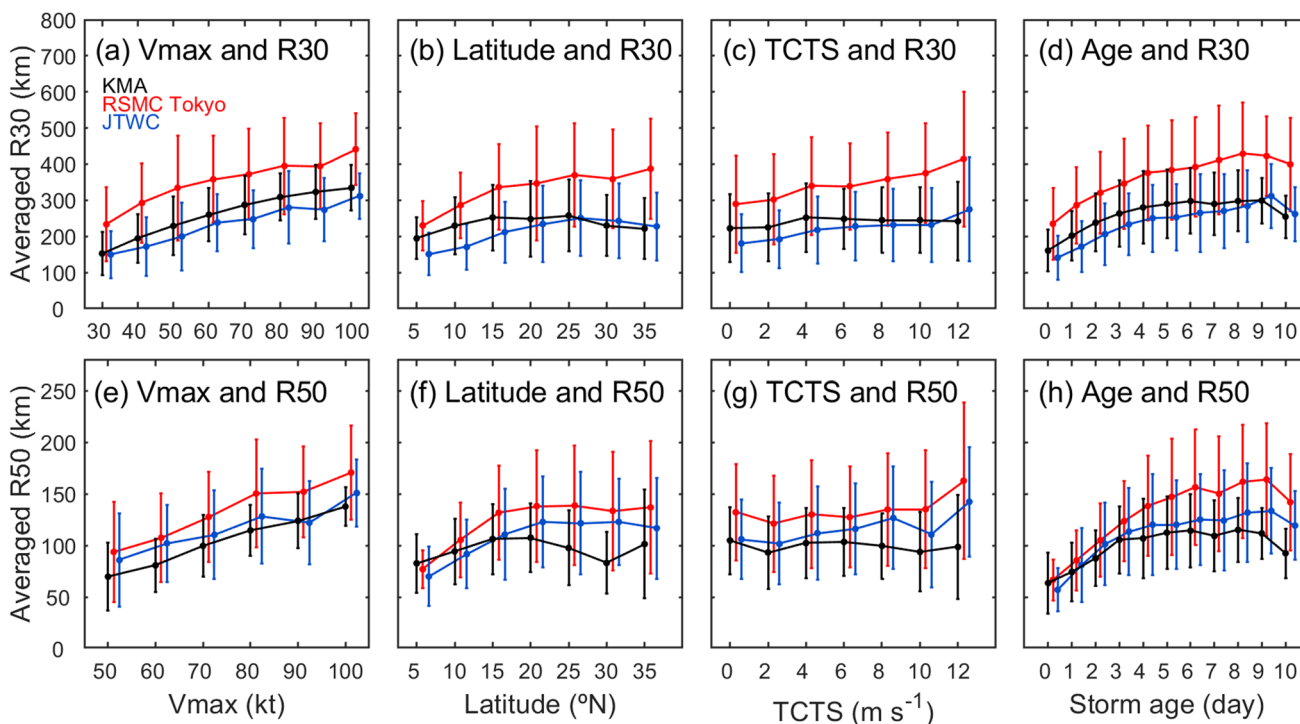 (a) Vmax and R30
(b) Latitude and R30
(c) TCTS and R30
(d) Age and R30
KMA
RSMC Tokyo
JTWC
Averaged R30 (km)
800
700
600
500
400
300
200
100
0
30 40 50 60 70 80 90 100
5 10 15 20 25 30 35
0 2 4 6 8 10 12
0 1 2 3 4 5 6 7 8 9 10
(e) Vmax and R50
(f) Latitude and R50
(g) TCTS and R50
(h) Age and R50
Averaged R50 (km)
250
200
150
100
50
0
50 60 70 80 90 100
5 10 15 20 25 30 35
0 2 4 6 8 10 12
0 1 2 3 4 5 6 7 8 9 10
Vmax (kt)
Latitude (ºN)
TCTS (m s⁻¹)
Storm age (day)